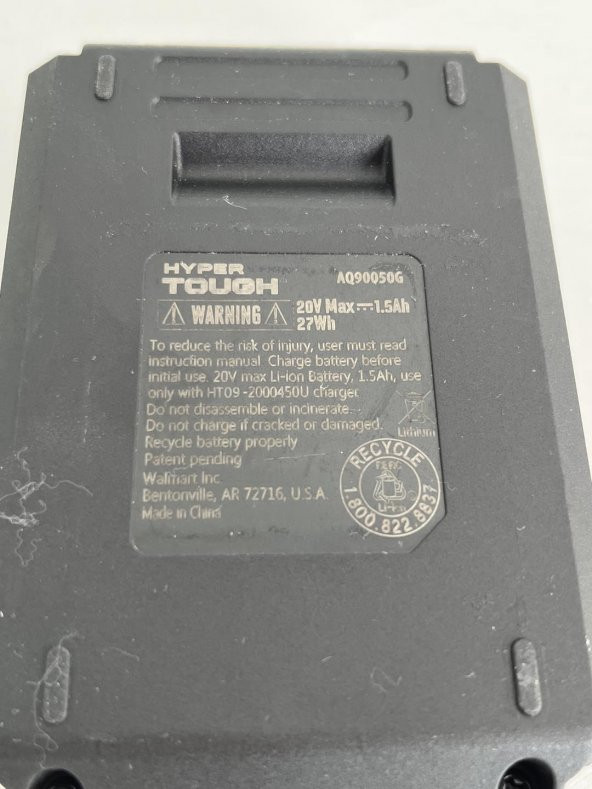 HYPER
TOUGH
AQ90050G
WARNING
20V Max 1.5Ah
27Wh
To reduce the risk of injury, user must read
instruction manual Charge battery before
initial use. 20V max Li-ion Battery, 1.5Ah, use
only with HT09-2000450U charger
Do not disassemble or incinerate.
Do not charge if cracked or damaged.
Recycle battery properly
Patent pending
Walmart Inc
Bentonville, AR 72716, U.S.A.
Made in China
Lithium
RECYCLE
Li-ion
1.800.822.8837